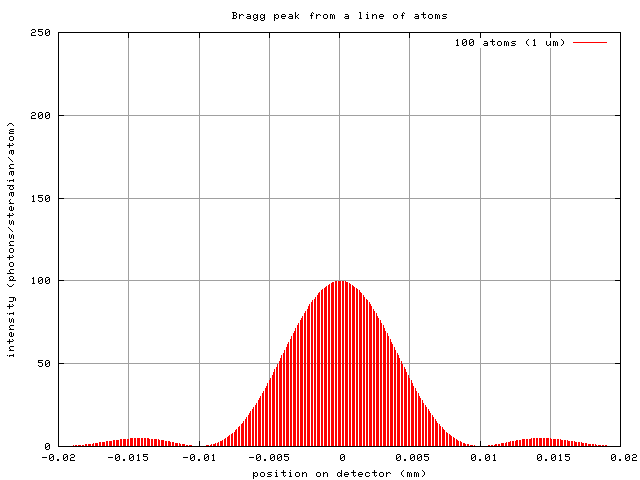 Bragg peak from a line of atoms
100 atoms (1 um)
intensity (photons/steradian/atom)
250
200
150
100
50
0
-0.02 -0.015 -0.01 -0.005 0 0.005 0.01 0.015 0.02
position on detector (mm)